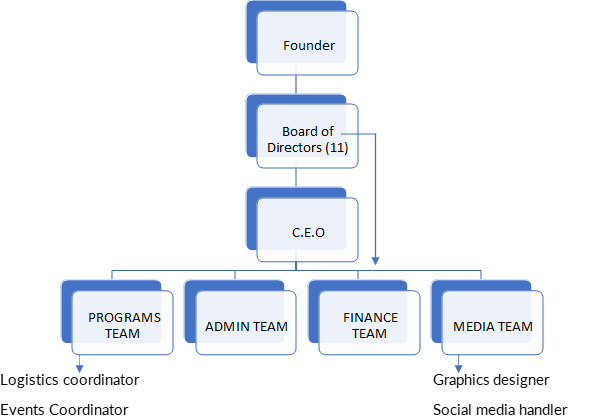 Founder
Board of
Directors (11)
C.E.O
PROGRAMS
TEAM
ADMIN TEAM
FINANCE
TEAM
MEDIA TEAM
Logistics coordinator
Events Coordinator
Graphics designer
Social media handler